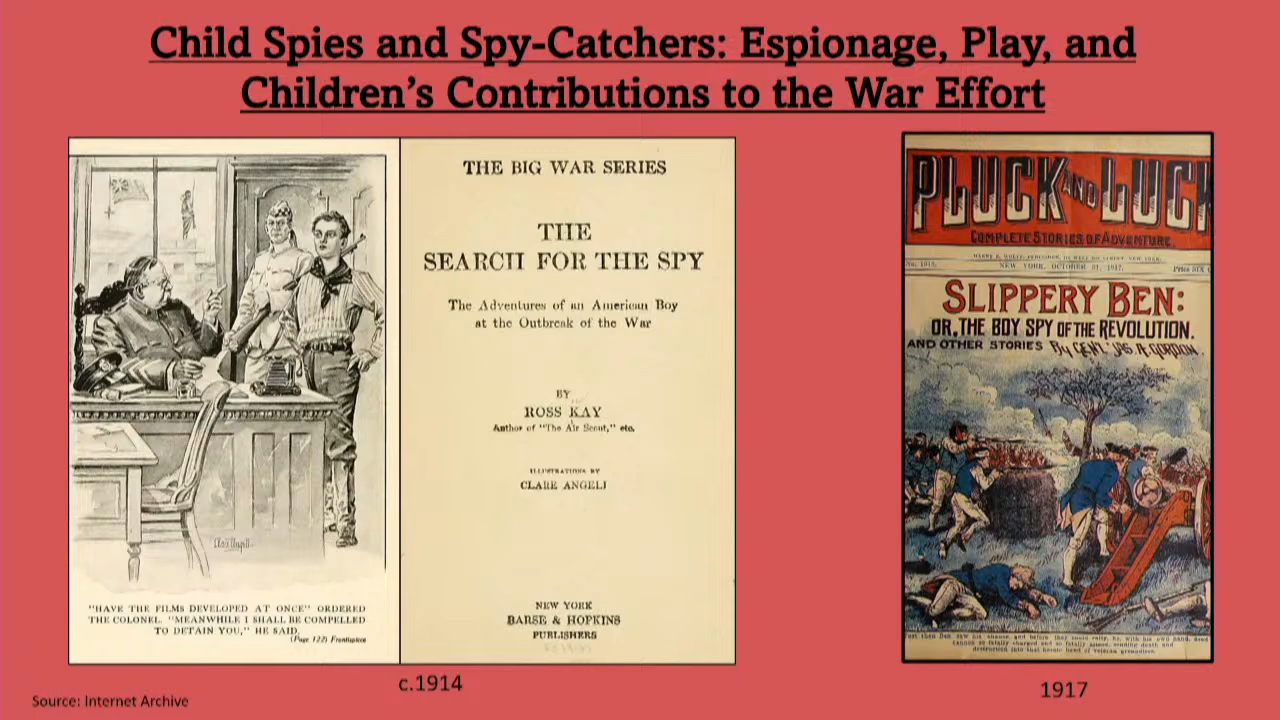 Child Spies and Spy-Catchers: Espionage, Play, and
Children's Contributions to the War Effort
"HAVE THE FILMS DEVELOPED AT ONCE" ORDERED
THE COLONEL. "MEANWHILE I SHALL BE COMPELLED
TO DETAIN YOU," HE SAID.
(Page 122) Frontispiece
THE BIG WAR SERIES
THE
SEARCH FOR THE SPY
The Adventures of an American Boy
at the Outbreak of the War
BY
ROSS KAY
Author of "The Air Scout," etc.
ILLUSTRATIONS BY
CLARE ANGELL
NEW YORK
BARSE & HOPKINS
PUBLISHERS
c.1914
PLUCK AND LUCK
COMPLETE STORIES OF ADVENTURE.
NEW YORK, OCTOBER 31, 1917.
SLIPPERY BEN:
OR, THE BOY SPY OF THE REVOLUTION.
AND OTHER STORIES By GEN'L JAS. A. GORDON.
1917
Source: Internet Archive